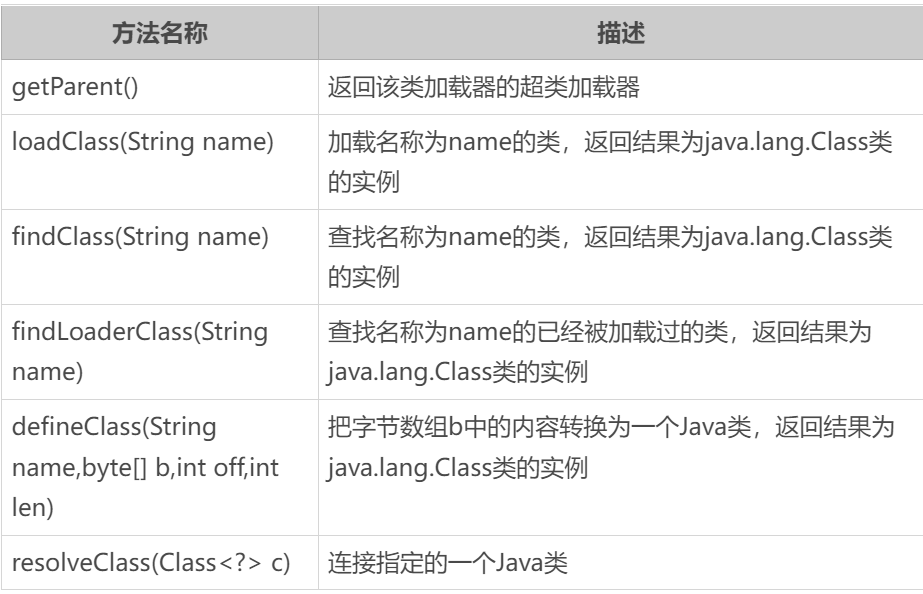 方法名称 描述
getParent() 返回该类加载器的超类加载器
loadClass(String name) 加载名称为name的类，返回结果为java.lang.Class类
的实例
findClass(String name) 查找名称为name的类，返回结果为java.lang.Class类
的实例
findLoaderClass(String 查找名称为name的已经被加载过的类，返回结果为
name) java.lang.Class类的实例
defineClass(String 把字节数组b中的内容转换为一个Java类，返回结果为
name,byte[] b,int off,int java.lang.Class类的实例
len)
resolveClass(Class<?> c) 连接指定的一个Java类